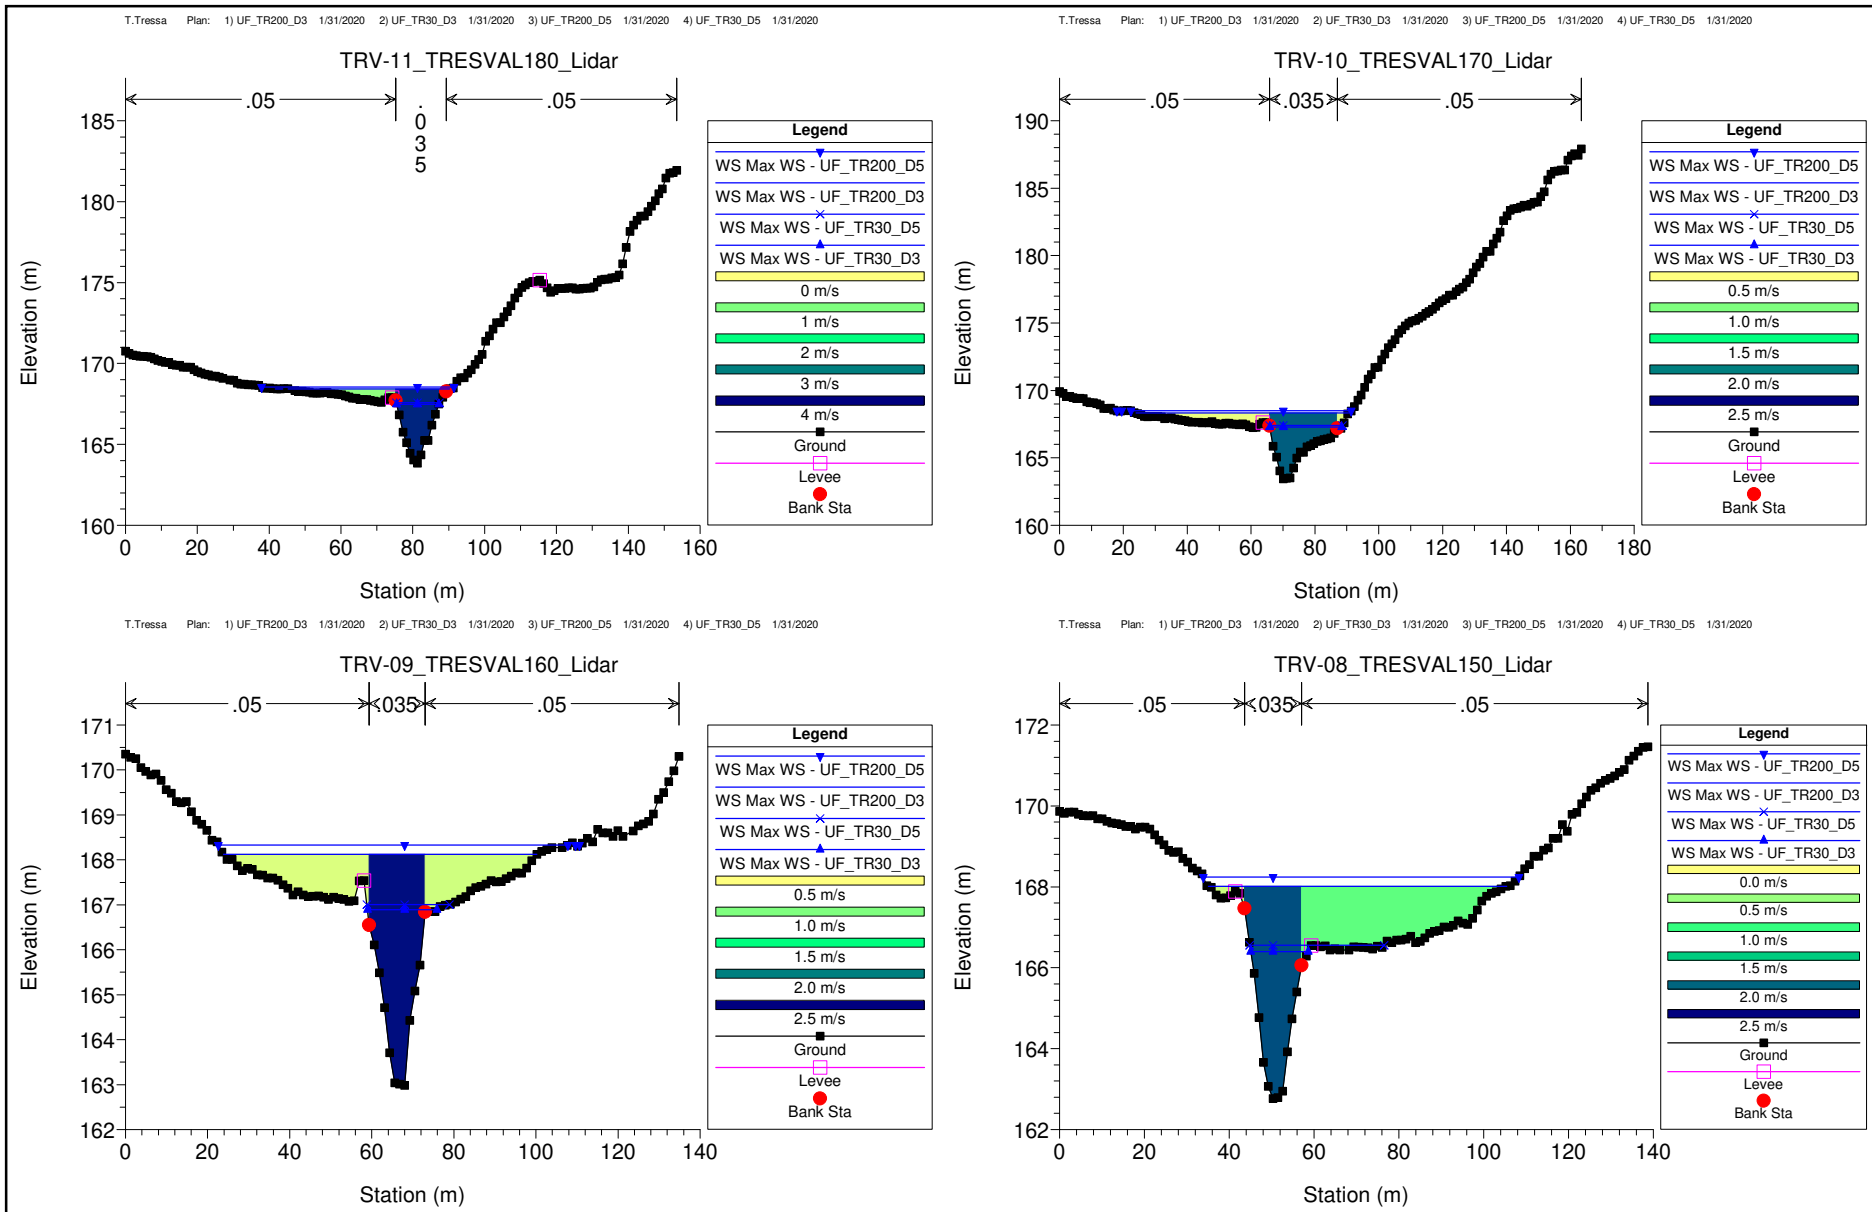 T.Tressa Plan: 1) UF_TR200_D3 1/31/2020 2) UF_TR30_D3 1/31/2020 3) UF_TR200_D5 1/31/2020 4) UF_TR30_D5 1/31/2020
TRV-11_TRESVAL180_Lidar
.05 .035 .05
185
180
175
170
165
160
Elevation (m)
0 20 40 60 80 100 120 140 160
Station (m)
Legend
WS Max WS - UF_TR200_D5
WS Max WS - UF_TR200_D3
WS Max WS - UF_TR30_D5
WS Max WS - UF_TR30_D3
0 m/s
1 m/s
2 m/s
3 m/s
4 m/s
Ground
Levee
Bank Sta
T.Tressa Plan: 1) UF_TR200_D3 1/31/2020 2) UF_TR30_D3 1/31/2020 3) UF_TR200_D5 1/31/2020 4) UF_TR30_D5 1/31/2020
TRV-10_TRESVAL170_Lidar
.05 .035 .05
190
185
180
175
170
165
160
Elevation (m)
0 20 40 60 80 100 120 140 160 180
Station (m)
Legend
WS Max WS - UF_TR200_D5
WS Max WS - UF_TR200_D3
WS Max WS - UF_TR30_D5
WS Max WS - UF_TR30_D3
0.5 m/s
1.0 m/s
1.5 m/s
2.0 m/s
2.5 m/s
Ground
Levee
Bank Sta
T.Tressa Plan: 1) UF_TR200_D3 1/31/2020 2) UF_TR30_D3 1/31/2020 3) UF_TR200_D5 1/31/2020 4) UF_TR30_D5 1/31/2020
TRV-09_TRESVAL160_Lidar
.05 .035 .05
171
170
169
168
167
166
165
164
163
162
Elevation (m)
0 20 40 60 80 100 120 140
Station (m)
Legend
WS Max WS - UF_TR200_D5
WS Max WS - UF_TR200_D3
WS Max WS - UF_TR30_D5
WS Max WS - UF_TR30_D3
0.5 m/s
1.0 m/s
1.5 m/s
2.0 m/s
2.5 m/s
Ground
Levee
Bank Sta
T.Tressa Plan: 1) UF_TR200_D3 1/31/2020 2) UF_TR30_D3 1/31/2020 3) UF_TR200_D5 1/31/2020 4) UF_TR30_D5 1/31/2020
TRV-08_TRESVAL150_Lidar
.05 .035 .05
172
170
168
166
164
162
Elevation (m)
0 20 40 60 80 100 120 140
Station (m)
Legend
WS Max WS - UF_TR200_D5
WS Max WS - UF_TR200_D3
WS Max WS - UF_TR30_D5
WS Max WS - UF_TR30_D3
0.0 m/s
0.5 m/s
1.0 m/s
1.5 m/s
2.0 m/s
2.5 m/s
Ground
Levee
Bank Sta